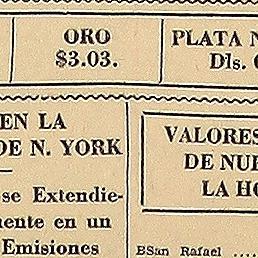 ORO
$3.03.
PLATA N
Dls.
EN LA
DE N. YORK
se Extendie-
mente en un
Emisiones
VALORES
DE NUE
LA HO
BSan Rafael ....